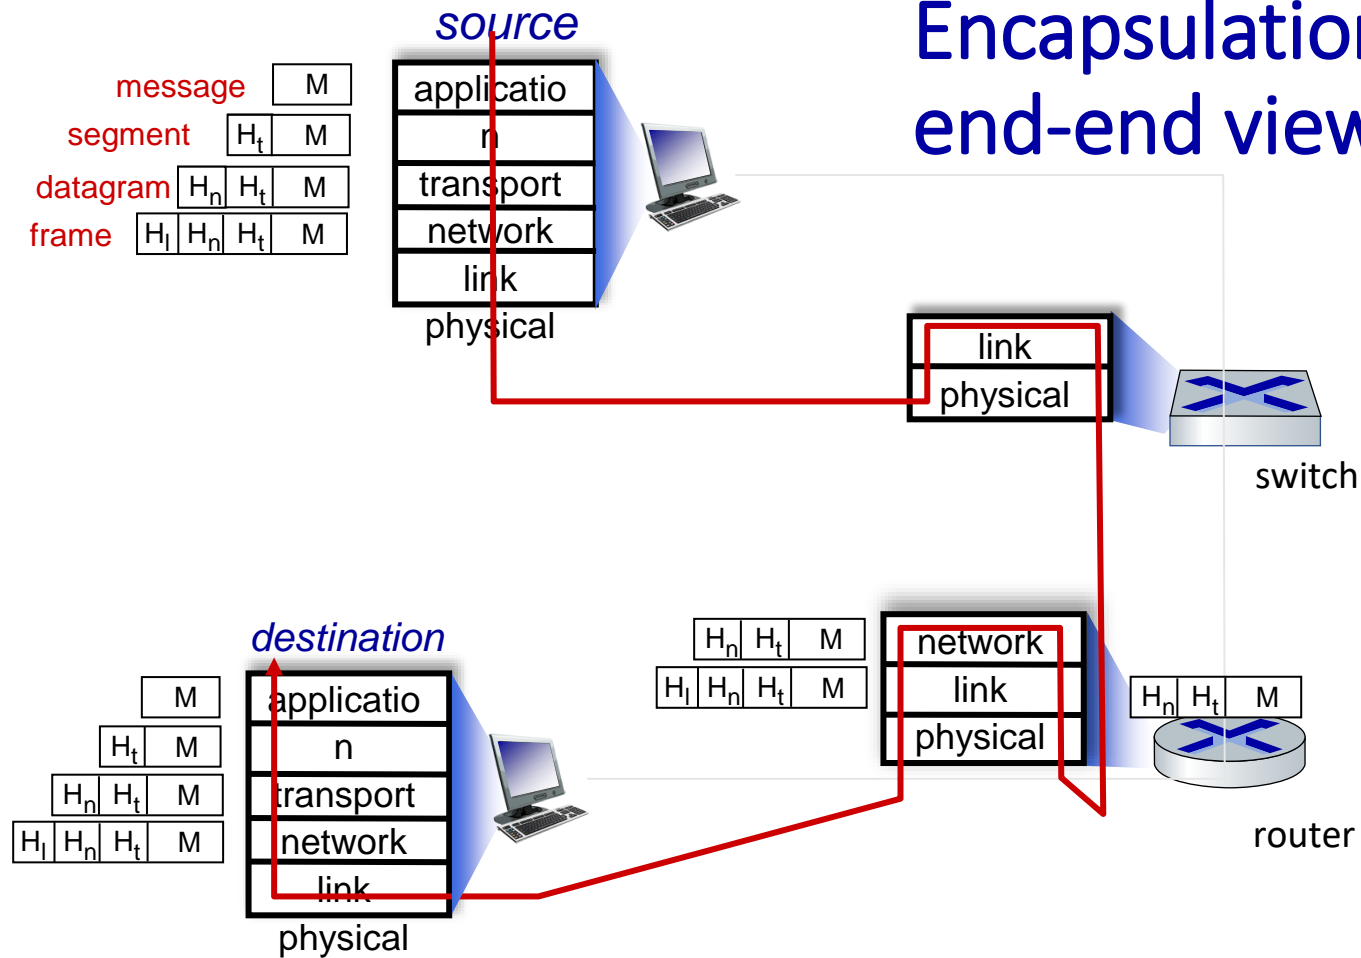 source
Encapsulation
end-end view
message M
segment Ht M
datagram Hn Ht M
frame Hl Hn Ht M
applicatio
n
transport
network
link
physical
link
physical
switch
destination
M
Ht M
Hn Ht M
Hl Hn Ht M
applicatio
n
transport
network
link
physical
Hn Ht M
Hl Hn Ht M
network
link
physical
Hn Ht M
router